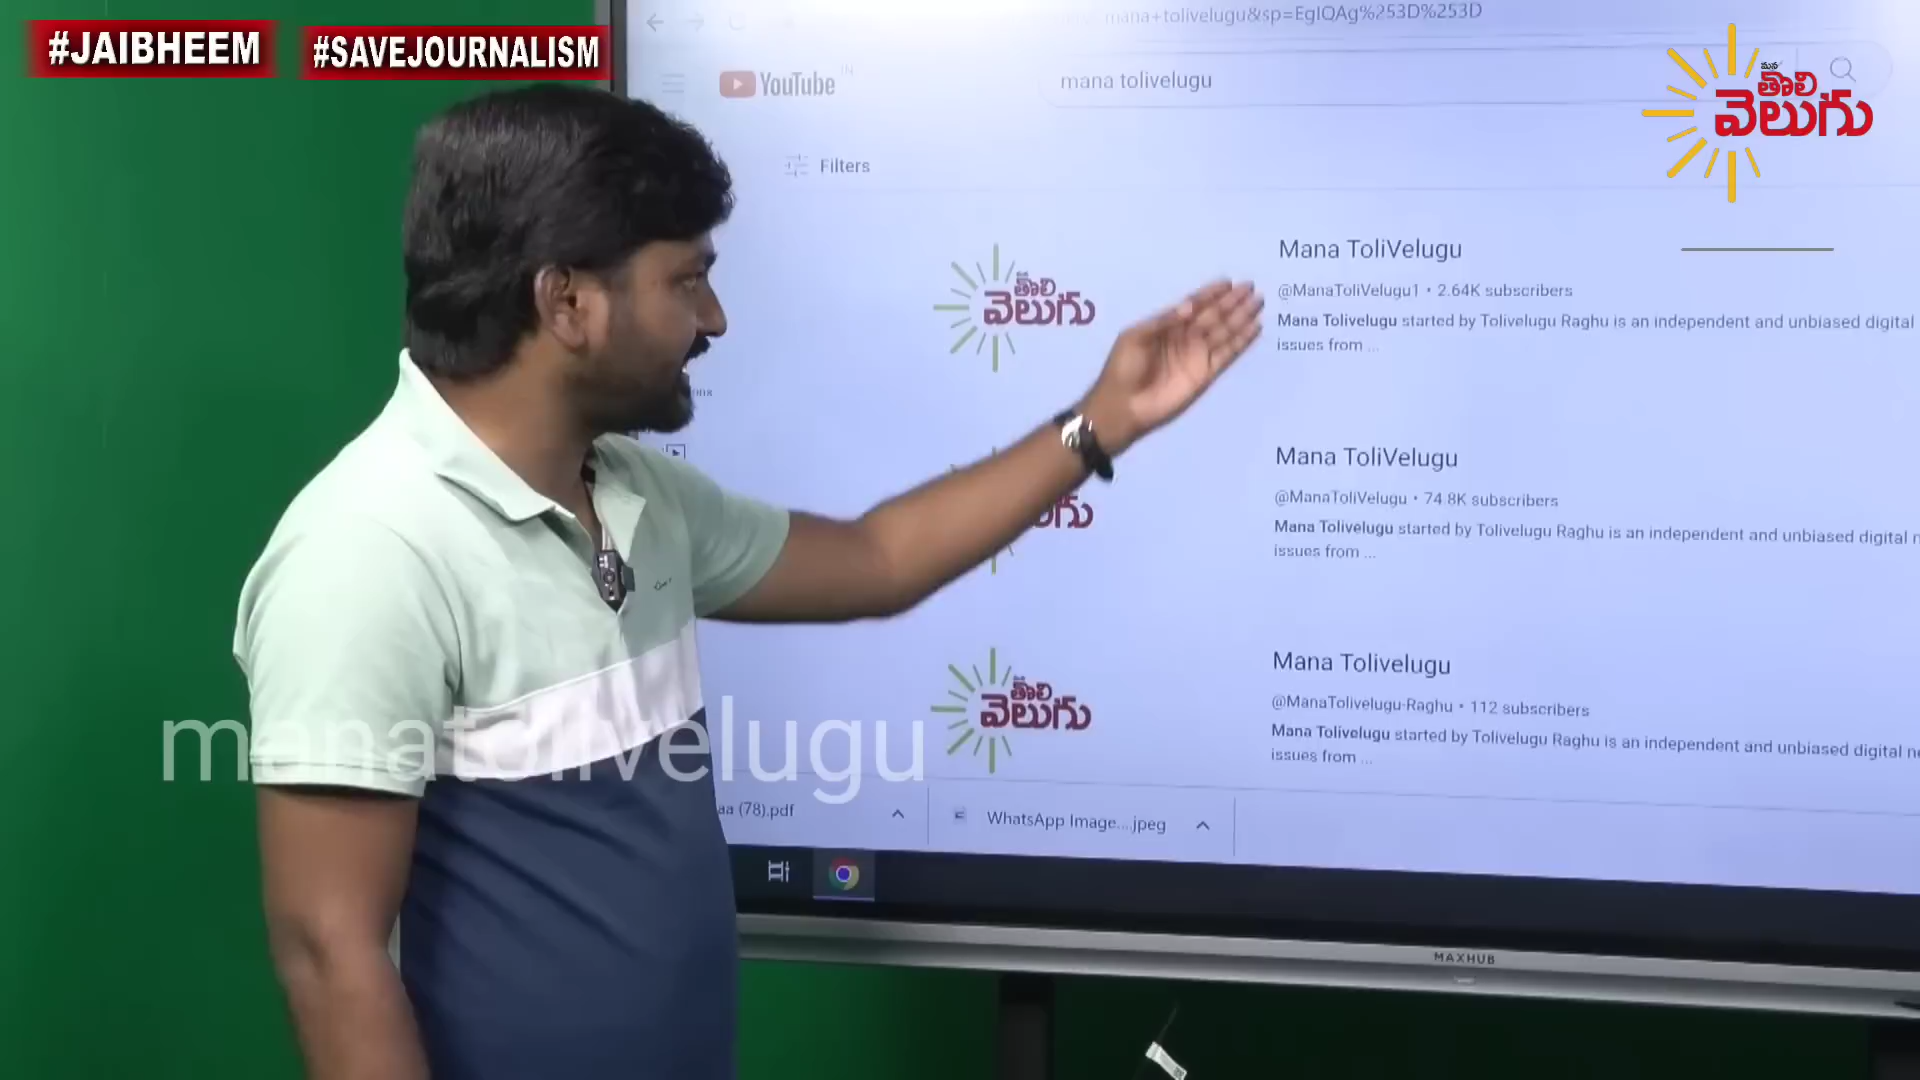 #JAIBHEEM
#SAVEJOURNALISM
mana+tolivelugu&sp=EgIQAg%253D%253D
YouTube IN
mana tolivelugu
మన
తొలి
వెలుగు
Filters
తొలి
వెలుగు
Mana ToliVelugu
@ManaToliVelugu1 • 2.64K subscribers
Mana Tolivelugu started by Tolivelugu Raghu is an independent and unbiased digital
issues from ...
Mana ToliVelugu
@ManaToliVelugu • 74.8K subscribers
Mana Tolivelugu started by Tolivelugu Raghu is an independent and unbiased digital n
issues from ...
తొలి
వెలుగు
Mana Tolivelugu
@ManaTolivelugu-Raghu • 112 subscribers
Mana Tolivelugu started by Tolivelugu Raghu is an independent and unbiased digital ne
issues from ...
manatolivelugu
aa (78).pdf
WhatsApp Image....jpeg
MAXHUB